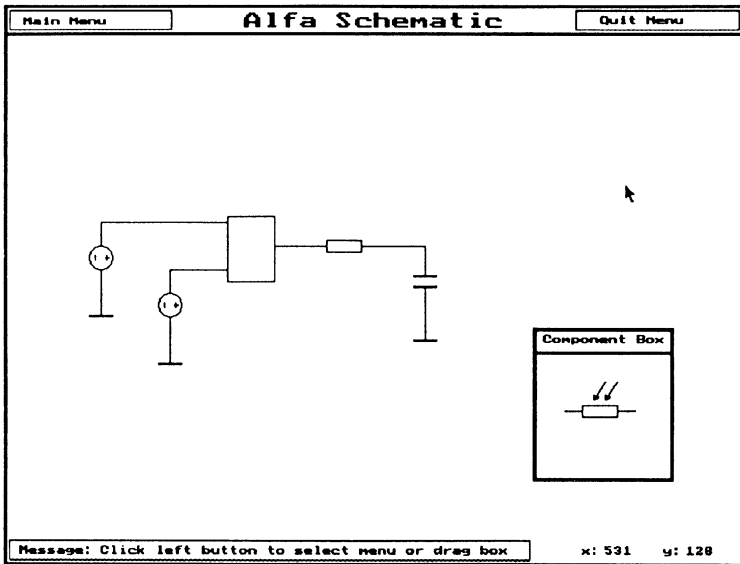 Main Menu
Alfa Schematic
Quit Menu
Component Box
Message: Click left button to select menu or drag box
x: 531 y: 128